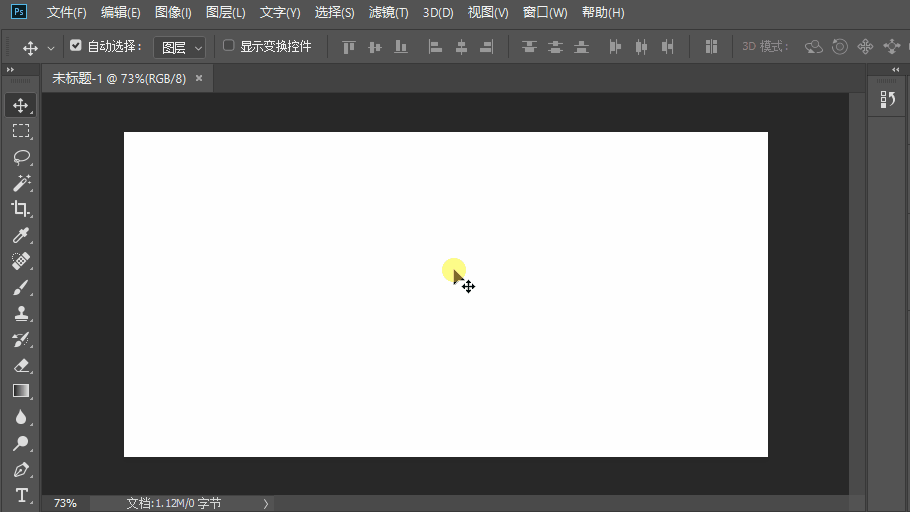 Ps 文件(F) 编辑(E) 图像(I) 图层(L) 文字(Y) 选择(S) 滤镜(T) 3D(D) 视图(V) 窗口(W) 帮助(H)
自动选择: 图层 显示变换控件 3D 模式:
未标题-1 @ 73%(RGB/8) ×
T
73% 文档:1.12M/0 字节